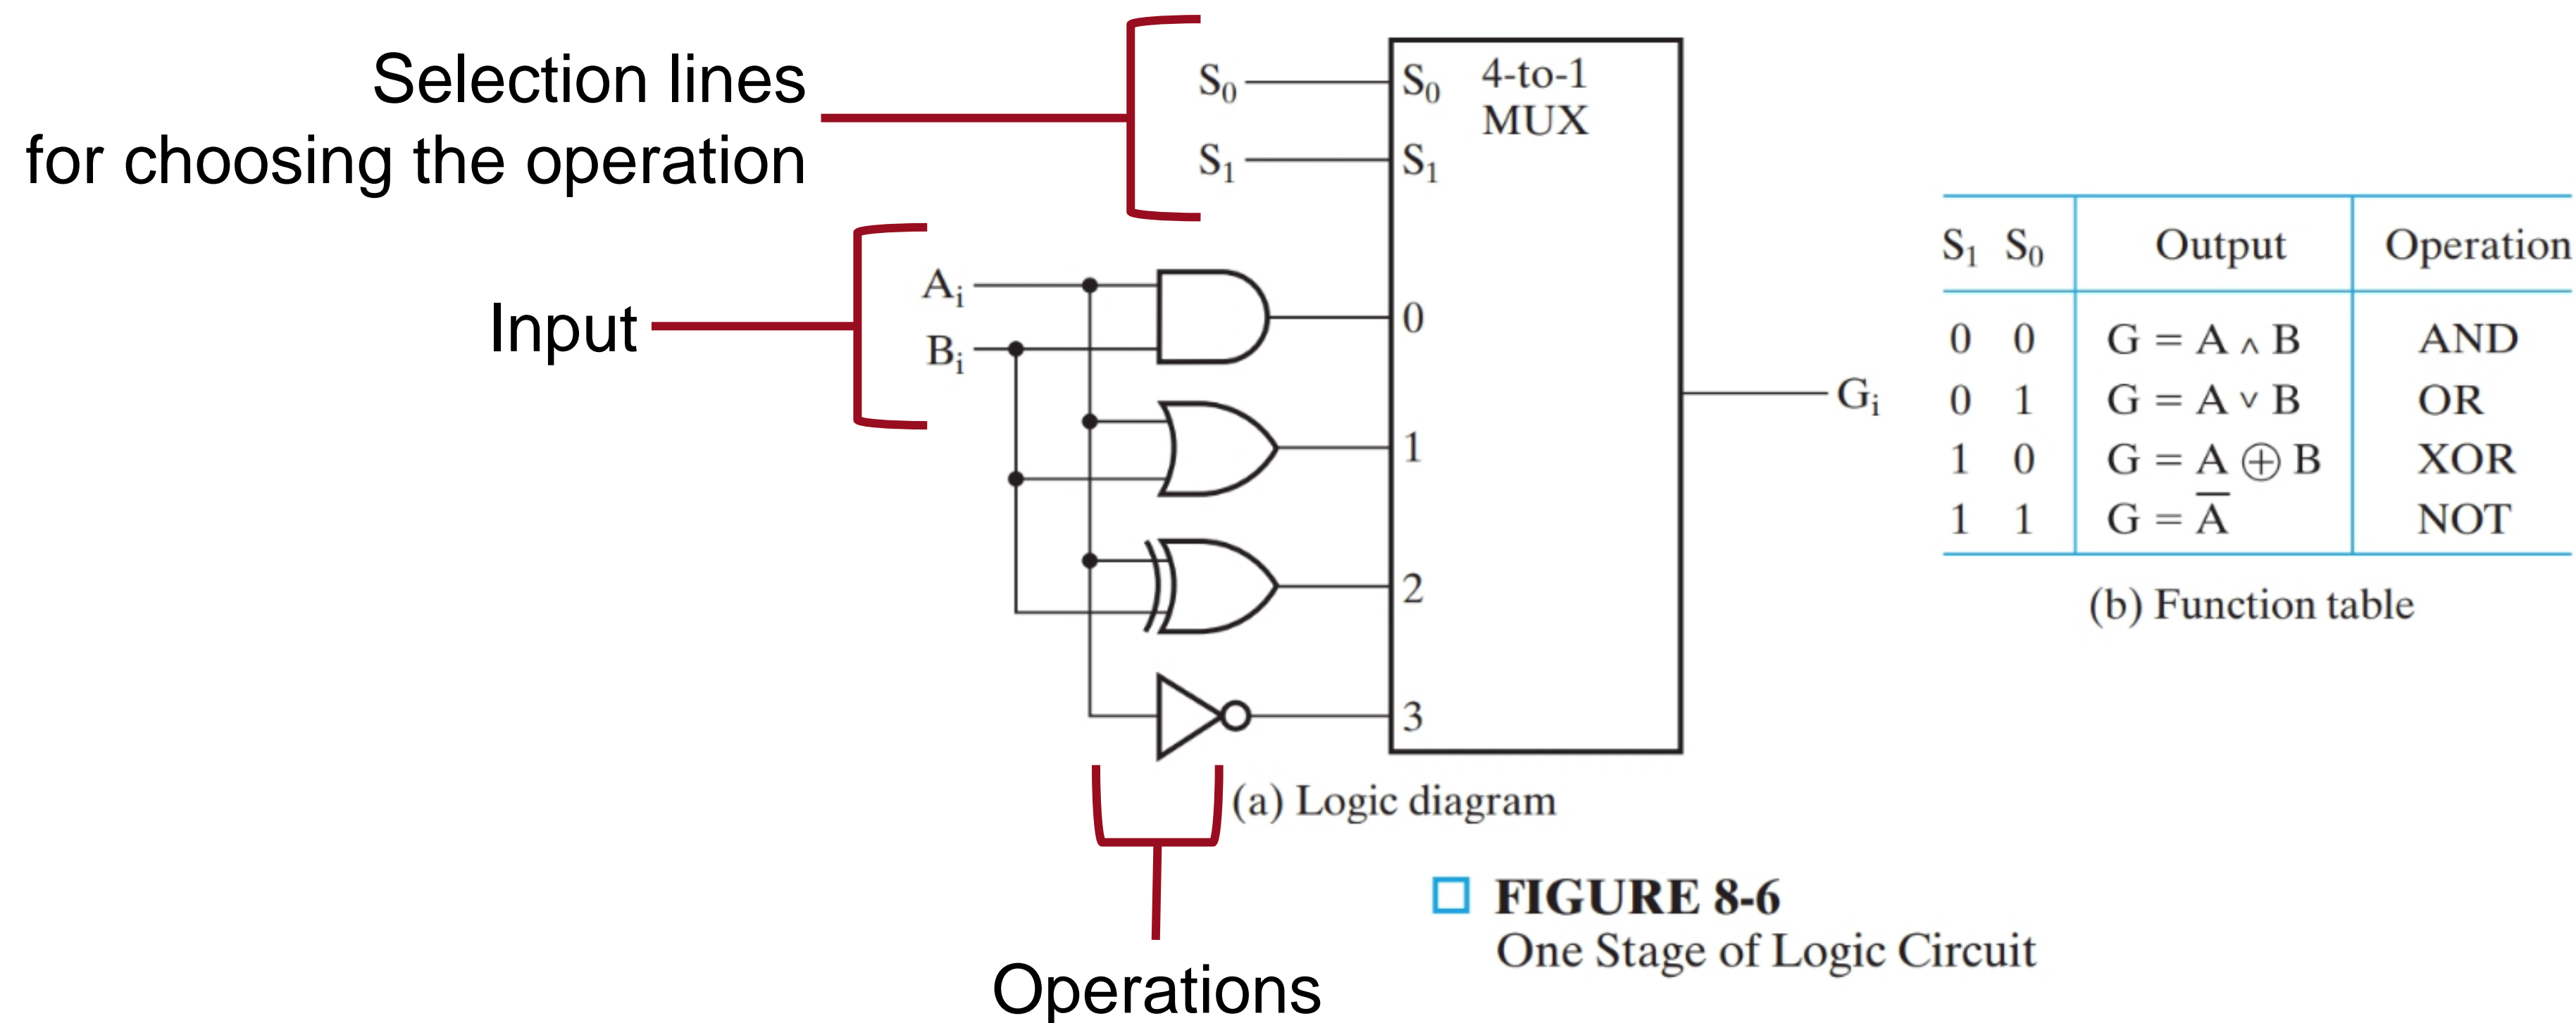 Selection lines
for choosing the operation
Input
Operations
S₀
S₁
Aᵢ
Bᵢ
S₀
S₁
4-to-1
MUX
0
1
2
3
Gᵢ
(a) Logic diagram
S₁ S₀ Output Operation
0 0 G = A ∧ B AND
0 1 G = A ∨ B OR
1 0 G = A ⊕ B XOR
1 1 G = A̅ NOT
(b) Function table
FIGURE 8-6
One Stage of Logic Circuit